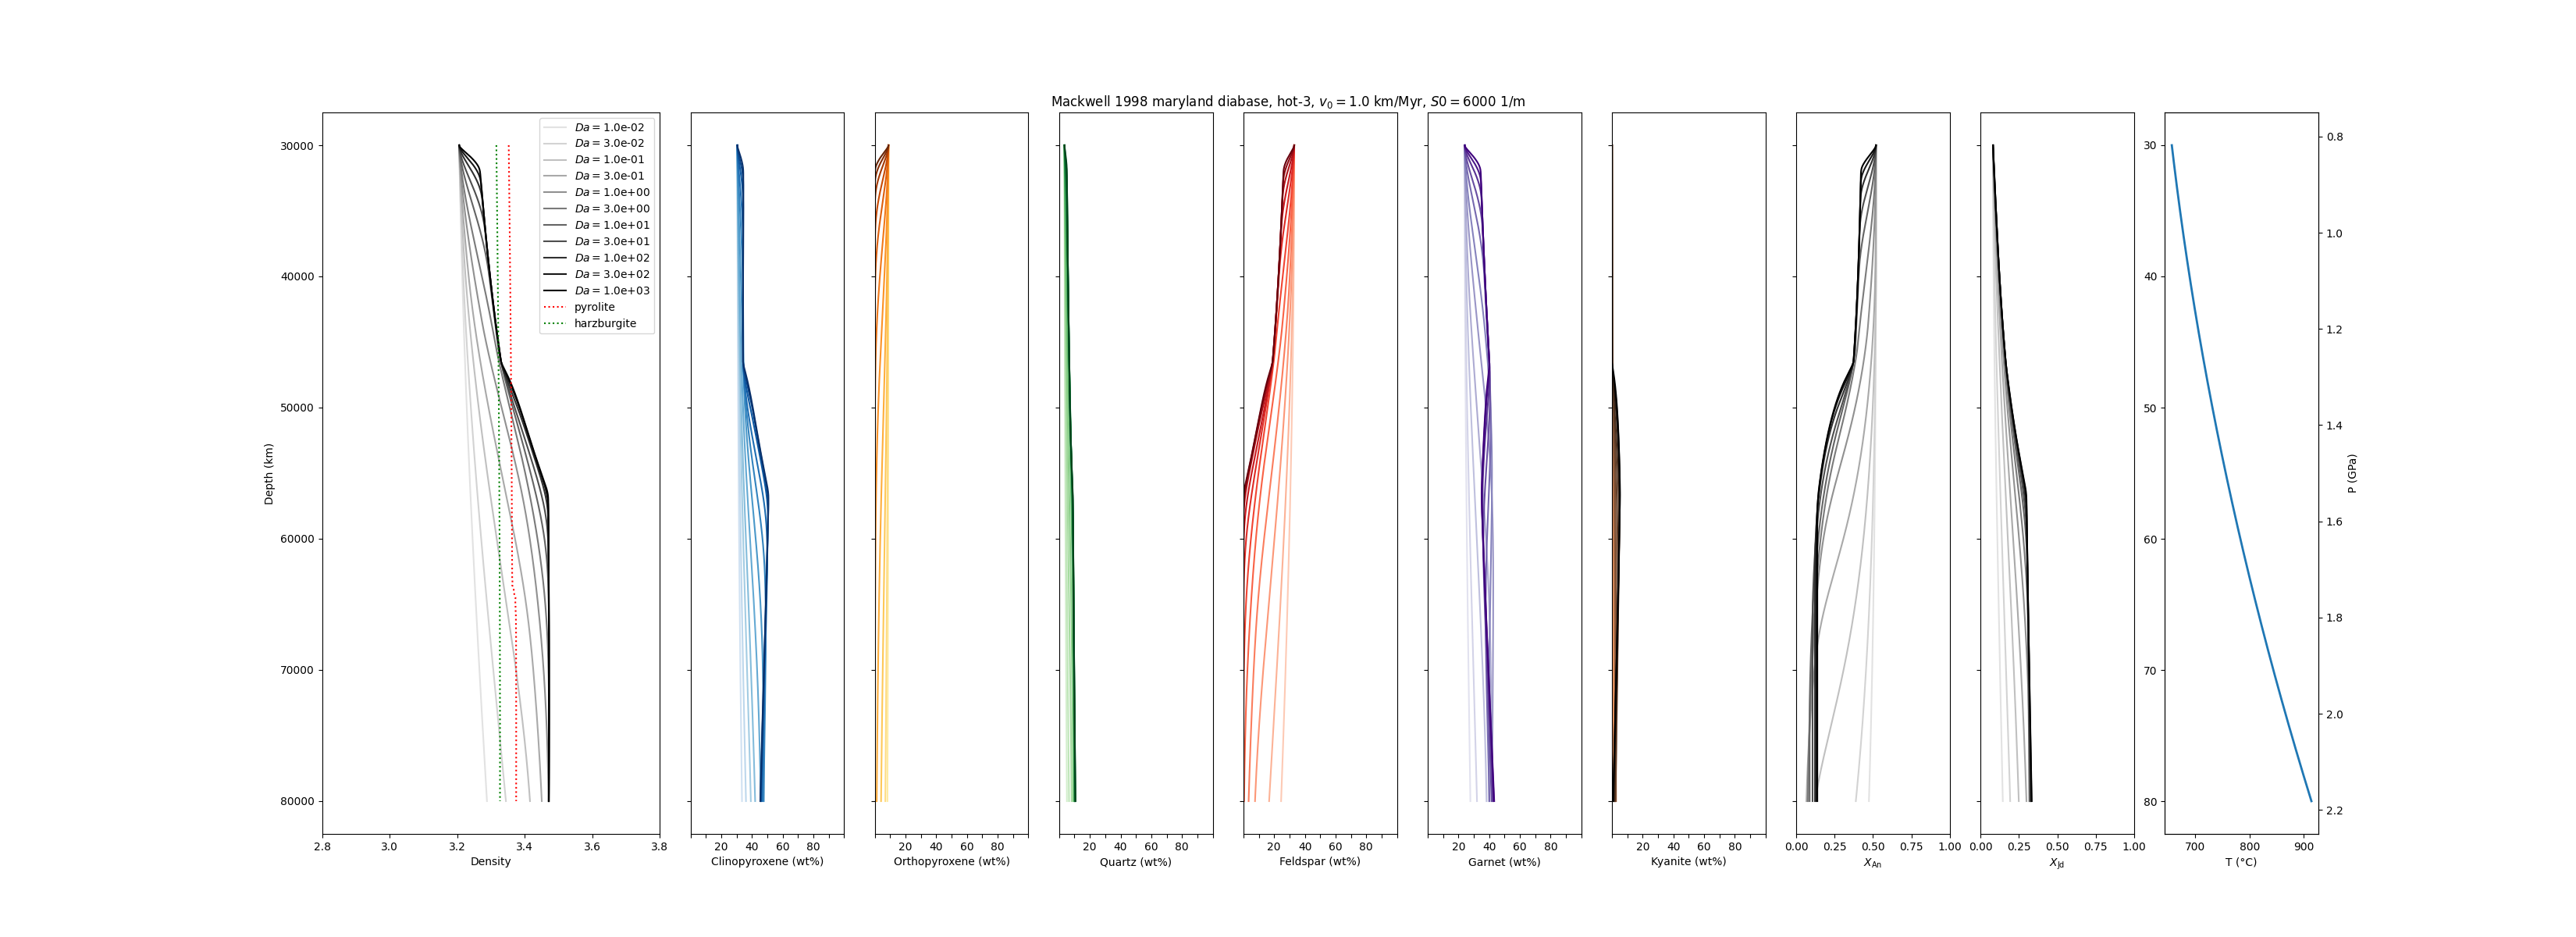 Mackwell 1998 maryland diabase, hot-3, v₀ = 1.0 km/Myr, S0 = 6000 1/m
Da = 1.0e-02
Da = 3.0e-02
Da = 1.0e-01
Da = 3.0e-01
Da = 1.0e+00
Da = 3.0e+00
Da = 1.0e+01
Da = 3.0e+01
Da = 1.0e+02
Da = 3.0e+02
Da = 1.0e+03
pyrolite
harzburgite
Depth (km)
30000
40000
50000
60000
70000
80000
2.8 3.0 3.2 3.4 3.6 3.8
Density
20 40 60 80
Clinopyroxene (wt%)
20 40 60 80
Orthopyroxene (wt%)
20 40 60 80
Quartz (wt%)
20 40 60 80
Feldspar (wt%)
20 40 60 80
Garnet (wt%)
20 40 60 80
Kyanite (wt%)
0.00 0.25 0.50 0.75 1.00
X_An
0.00 0.25 0.50 0.75 1.00
X_Jd
30
40
50
60
70
80
700 800 900
T (°C)
0.8
1.0
1.2
1.4
1.6
1.8
2.0
2.2
P (GPa)